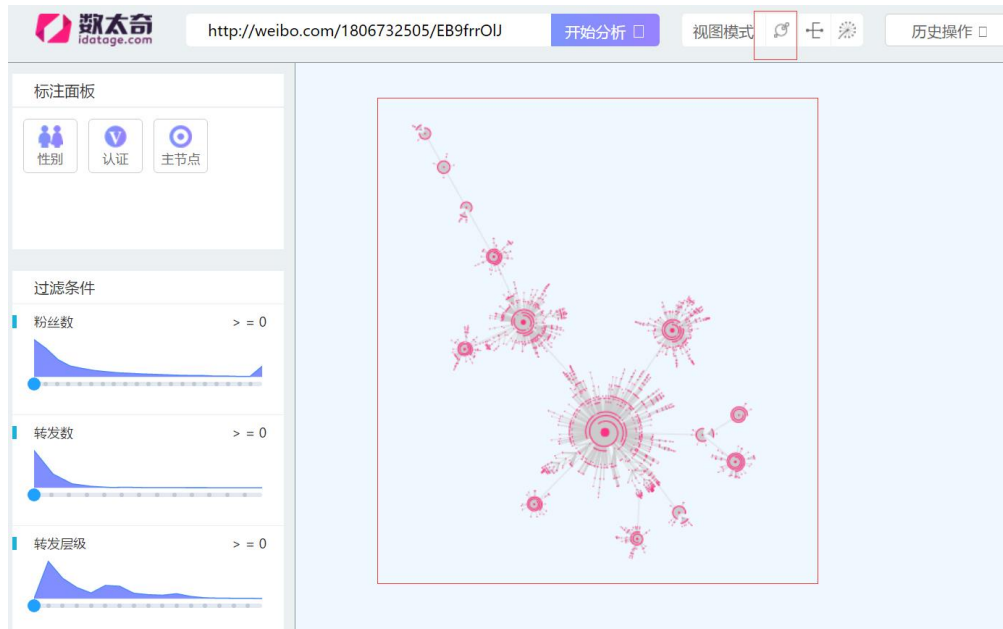 数太奇
idatage.com
http://weibo.com/1806732505/EB9frrOlJ
开始分析
视图模式
历史操作
标注面板
V
性别
认证
主节点
过滤条件
粉丝数 > = 0
转发数 > = 0
转发层级 > = 0